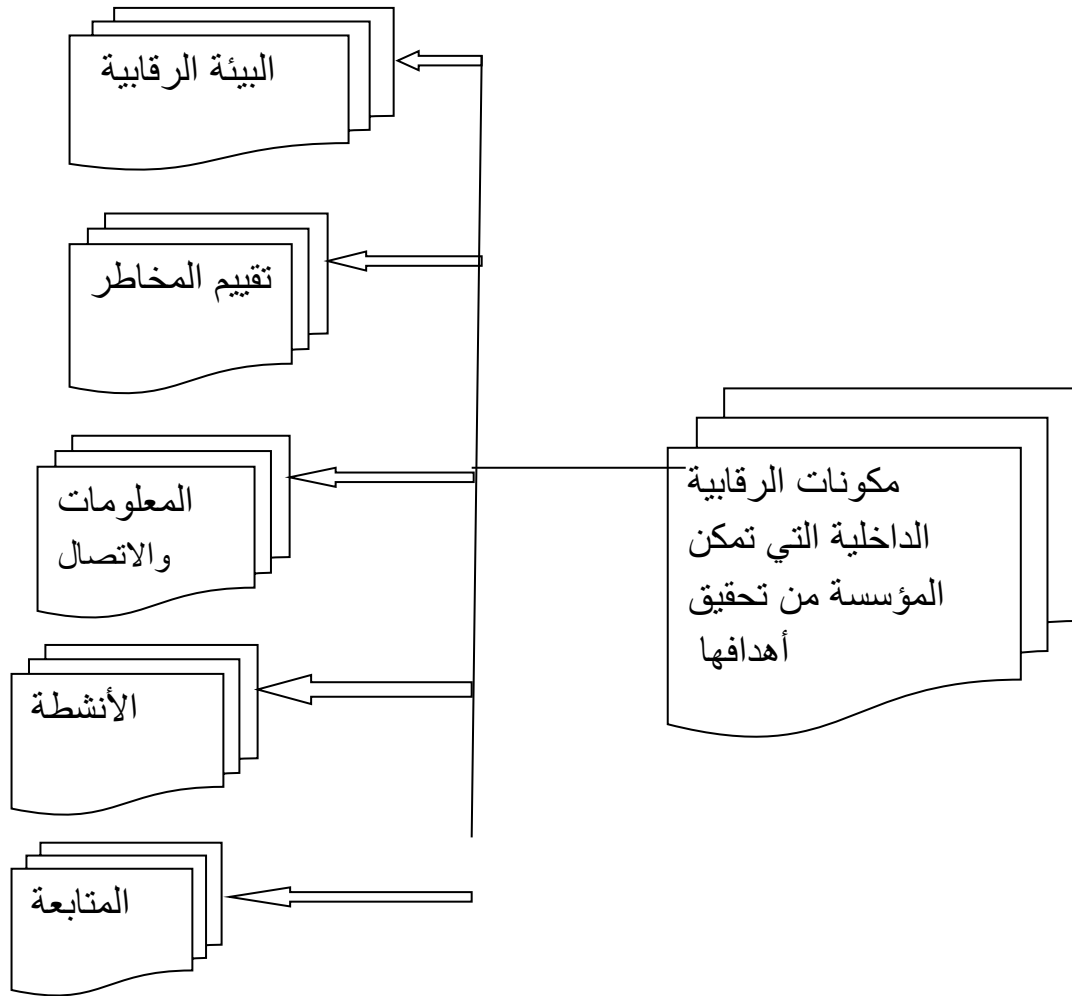 البيئة الرقابية
تقييم المخاطر
المعلومات
والاتصال
الأنشطة
المتابعة
مكونات الرقابية
الداخلية التي تمكن
المؤسسة من تحقيق
أهدافها